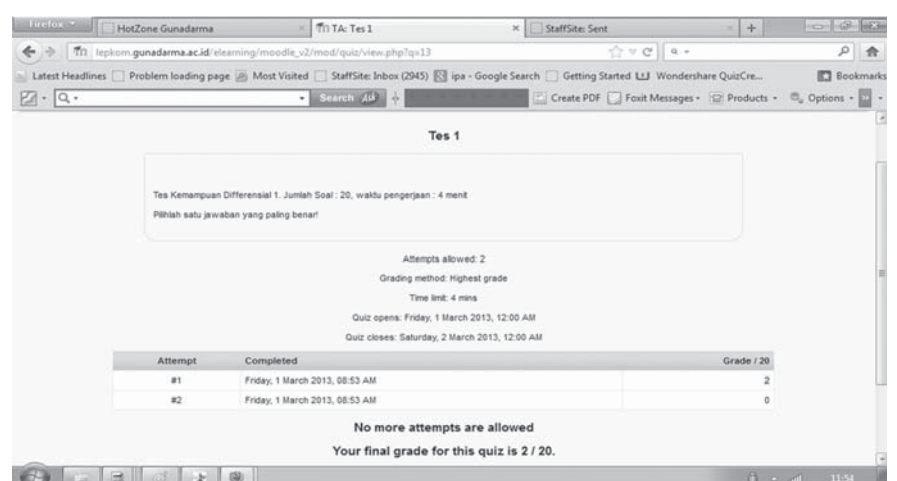 Firefox
HotZone Gunadarma
TA: Tes 1
StaffSite: Sent
lepkom.gunadarma.ac.id/elearning/moodle_v2/mod/quiz/view.php?q=13
Latest Headlines Problem loading page Most Visited StaffSite: Inbox (2945) ipa - Google Search Getting Started Wondershare QuizCre... Bookmarks
Search Create PDF Foxit Messages Products Options
Tes 1
Tes Kemampuan Differensial 1. Jumlah Soal : 20, waktu pengerjaan : 4 menit
Pilihlah satu jawaban yang paling benar!
Attempts allowed: 2
Grading method: Highest grade
Time limit: 4 mins
Quiz opens: Friday, 1 March 2013, 12:00 AM
Quiz closes: Saturday, 2 March 2013, 12:00 AM
Attempt Completed Grade / 20
#1 Friday, 1 March 2013, 08:53 AM 2
#2 Friday, 1 March 2013, 08:53 AM 0
No more attempts are allowed
Your final grade for this quiz is 2 / 20.
11:54